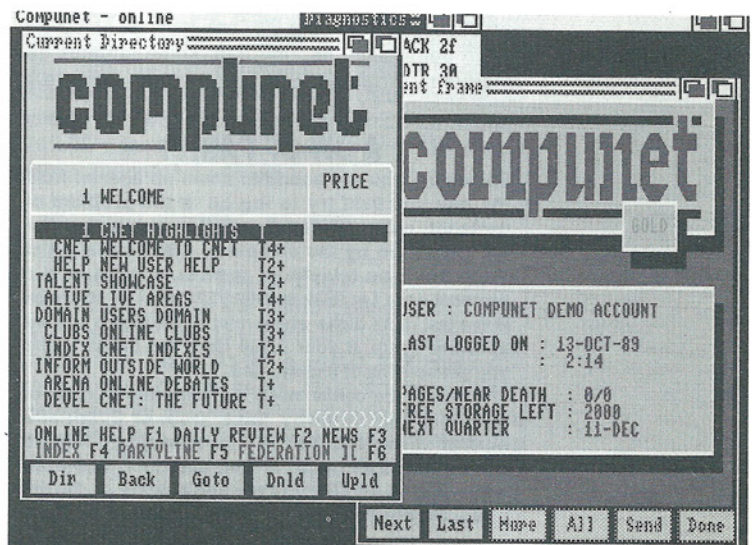 Compunet - online
Diagnostics
Current Directory
compunet
PRICE
1 WELCOME
1 CNET HIGHLIGHTS T
CNET WELCOME TO CNET T4+
HELP NEW USER HELP T2+
TALENT SHOWCASE T2+
ALIVE LIVE AREAS T4+
DOMAIN USERS DOMAIN T3+
CLUBS ONLINE CLUBS T3+
INDEX CNET INDEXES T2+
INFORM OUTSIDE WORLD T2+
ARENA ONLINE DEBATES T+
DEVEL CNET: THE FUTURE T+
<<<<>>>>
ONLINE HELP F1 DAILY REVIEW F2 NEWS F3
INDEX F4 PARTYLINE F5 FEDERATION II F6
Dir Back Goto Dnld Upld
ACK 2f
DTR 30
ent frame
compunet
GOLD
USER : COMPUNET DEMO ACCOUNT
LAST LOGGED ON : 13-OCT-89
: 2:14
PAGES/NEAR DEATH : 0/0
FREE STORAGE LEFT : 2000
NEXT QUARTER : 11-DEC
Next Last More All Send Done